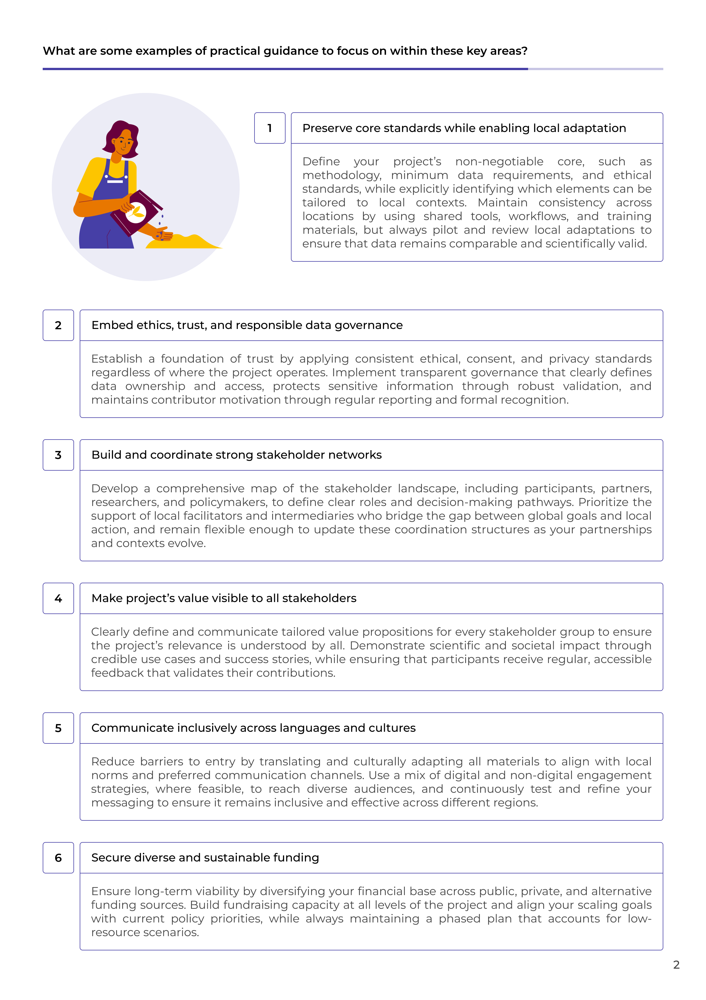 What are some examples of practical guidance to focus on within these key areas?
1
Preserve core standards while enabling local adaptation
Define your project’s non-negotiable core, such as
methodology, minimum data requirements, and ethical
standards, while explicitly identifying which elements can be
tailored to local contexts. Maintain consistency across
locations by using shared tools, workflows, and training
materials, but always pilot and review local adaptations to
ensure that data remains comparable and scientifically valid.
2
Embed ethics, trust, and responsible data governance
Establish a foundation of trust by applying consistent ethical, consent, and privacy standards
regardless of where the project operates. Implement transparent governance that clearly defines
data ownership and access, protects sensitive information through robust validation, and
maintains contributor motivation through regular reporting and formal recognition.
3
Build and coordinate strong stakeholder networks
Develop a comprehensive map of the stakeholder landscape, including participants, partners,
researchers, and policymakers, to define clear roles and decision-making pathways. Prioritize the
support of local facilitators and intermediaries who bridge the gap between global goals and local
action, and remain flexible enough to update these coordination structures as your partnerships
and contexts evolve.
4
Make project’s value visible to all stakeholders
Clearly define and communicate tailored value propositions for every stakeholder group to ensure
the project’s relevance is understood by all. Demonstrate scientific and societal impact through
credible use cases and success stories, while ensuring that participants receive regular, accessible
feedback that validates their contributions.
5
Communicate inclusively across languages and cultures
Reduce barriers to entry by translating and culturally adapting all materials to align with local
norms and preferred communication channels. Use a mix of digital and non-digital engagement
strategies, where feasible, to reach diverse audiences, and continuously test and refine your
messaging to ensure it remains inclusive and effective across different regions.
6
Secure diverse and sustainable funding
Ensure long-term viability by diversifying your financial base across public, private, and alternative
funding sources. Build fundraising capacity at all levels of the project and align your scaling goals
with current policy priorities, while always maintaining a phased plan that accounts for low-
resource scenarios.
2